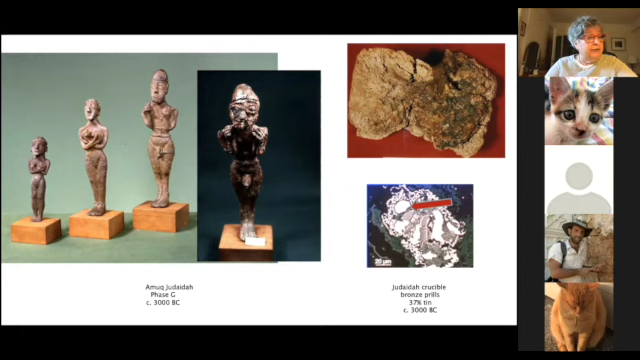 Amuq Judaidah
Phase G
c. 3000 BC
20 µm
Judaidah crucible
bronze prills
37% tin
c. 3000 BC